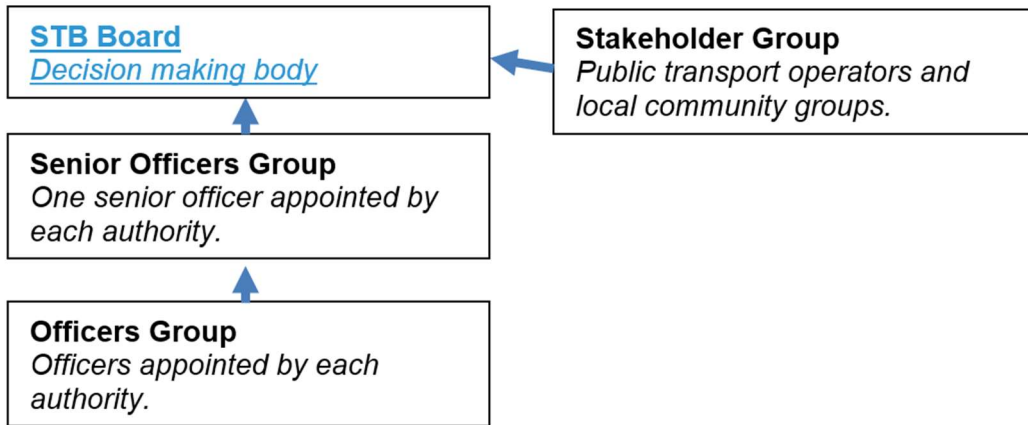 STB Board
Decision making body
Stakeholder Group
Public transport operators and
local community groups.
Senior Officers Group
One senior officer appointed by
each authority.
Officers Group
Officers appointed by each
authority.